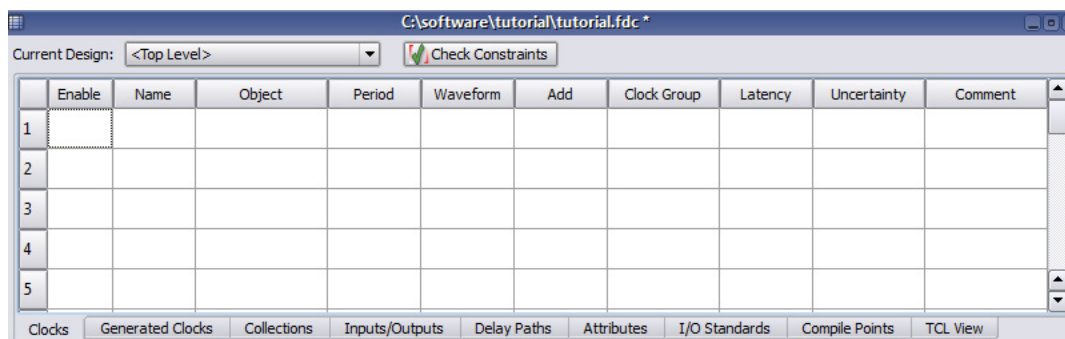 C:\software\tutorial\tutorial.fdc *
Current Design: <Top Level> Check Constraints
Enable Name Object Period Waveform Add Clock Group Latency Uncertainty Comment
1
2
3
4
5
Clocks Generated Clocks Collections Inputs/Outputs Delay Paths Attributes I/O Standards Compile Points TCL View